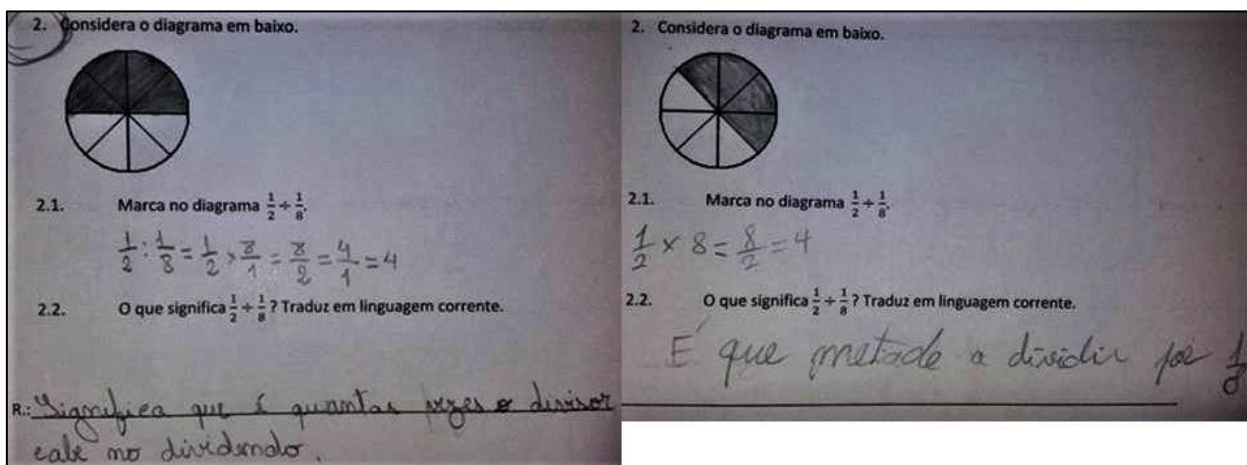 2. Considera o diagrama em baixo.
2.1. Marca no diagrama 1/2 ÷ 1/8.
1/2 : 1/8 = 1/2 × 8/1 = 8/2 = 4/1 = 4
2.2. O que significa 1/2 ÷ 1/8 ? Traduz em linguagem corrente.
R.: Significa que é quantas vezes o divisor
cabe no dividendo.
2. Considera o diagrama em baixo.
2.1. Marca no diagrama 1/2 ÷ 1/8.
1/2 × 8 = 8/2 = 4
2.2. O que significa 1/2 ÷ 1/8 ? Traduz em linguagem corrente.
É que metade a dividir por 1/8